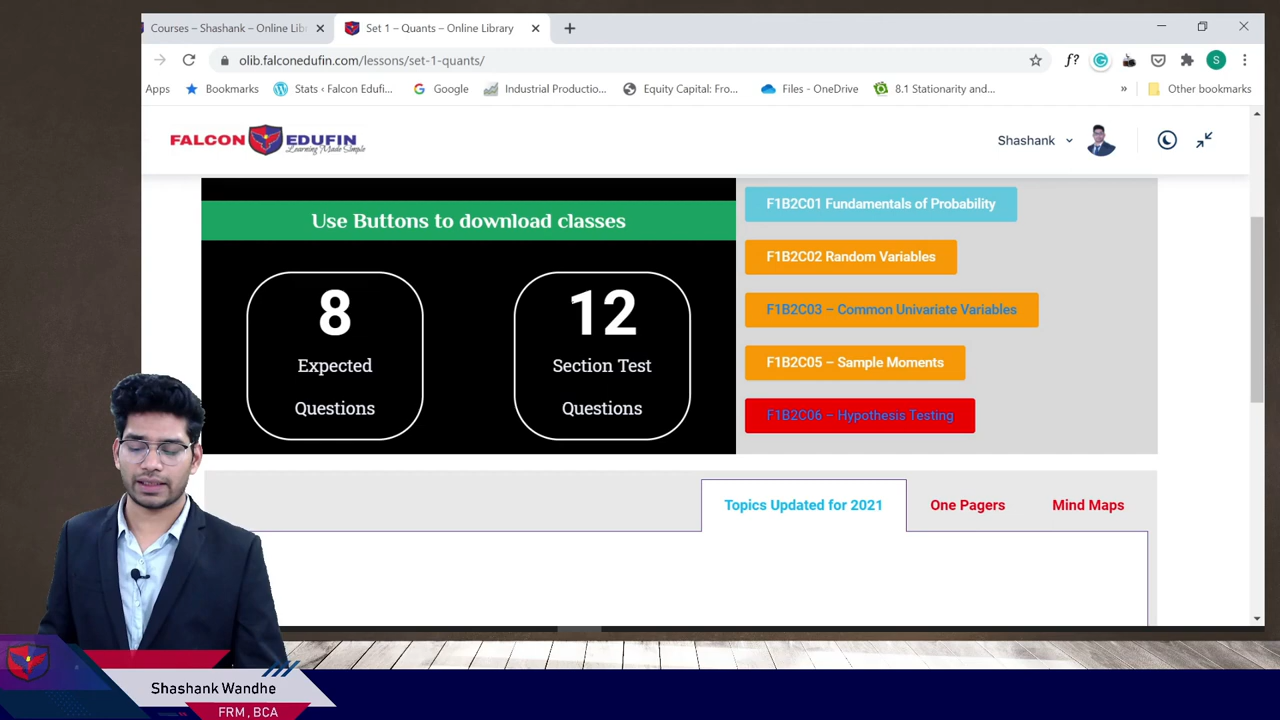 Courses – Shashank – Online Lib
Set 1 – Quants – Online Library
olib.falconedufin.com/lessons/set-1-quants/
f?
S
Apps
Bookmarks
Stats ‹ Falcon Edufi...
Google
Industrial Productio...
Equity Capital: Fro...
Files - OneDrive
8.1 Stationarity and...
»
Other bookmarks
FALCON EDUFIN
Learning Made Simple
Shashank
Use Buttons to download classes
8
Expected
Questions
12
Section Test
Questions
F1B2C01 Fundamentals of Probability
F1B2C02 Random Variables
F1B2C03 – Common Univariate Variables
F1B2C05 – Sample Moments
F1B2C06 – Hypothesis Testing
Topics Updated for 2021
One Pagers
Mind Maps
Shashank Wandhe
FRM, BCA